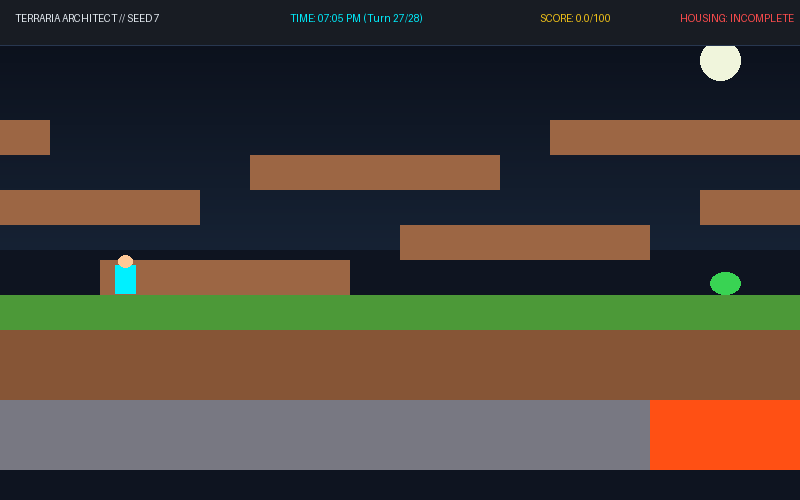 TERRARIA ARCHITECT // SEED 7
TIME: 07:05 PM (Turn 27/28)
SCORE: 0.0/100
HOUSING: INCOMPLETE